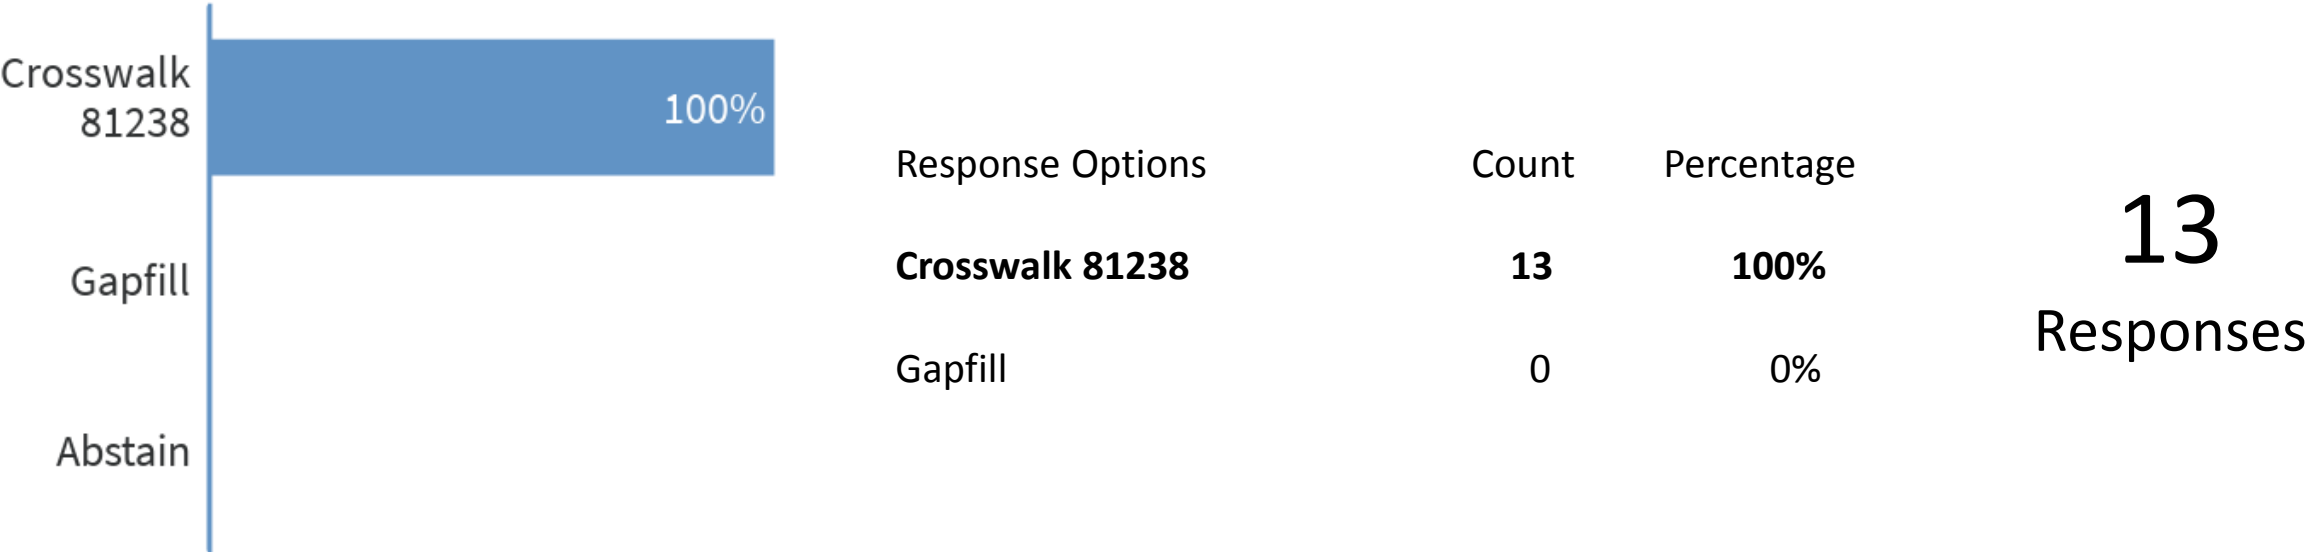 Crosswalk
81238
100%
Gapfill
Abstain
Response Options Count Percentage
Crosswalk 81238 13 100%
Gapfill 0 0%
13
Responses